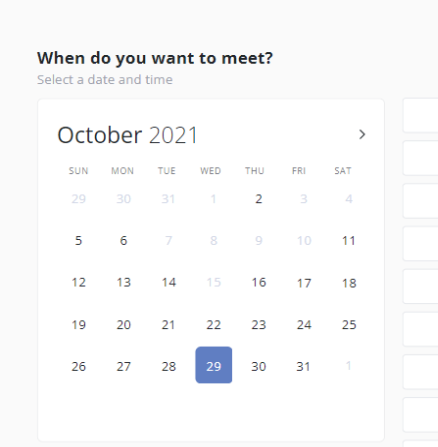 When do you want to meet?
Select a date and time
October 2021 >
SUN MON TUE WED THU FRI SAT
29 30 31 1 2 3 4
5 6 7 8 9 10 11
12 13 14 15 16 17 18
19 20 21 22 23 24 25
26 27 28 29 30 31 1